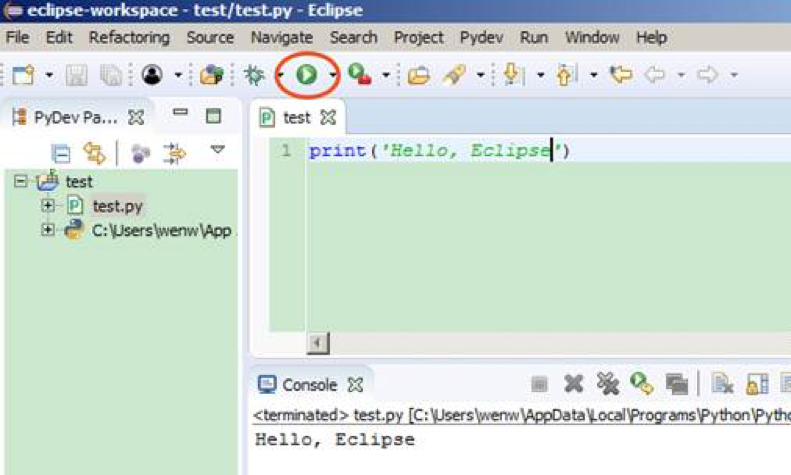 eclipse-workspace - test/test.py - Eclipse
File Edit Refactoring Source Navigate Search Project Pydev Run Window Help
PyDev Pa...
test
test.py
C:\Users\wenw\App
test
1 print('Hello, Eclipse')
Console
<terminated> test.py [C:\Users\wenw\AppData\Local\Programs\Python\Pytho
Hello, Eclipse